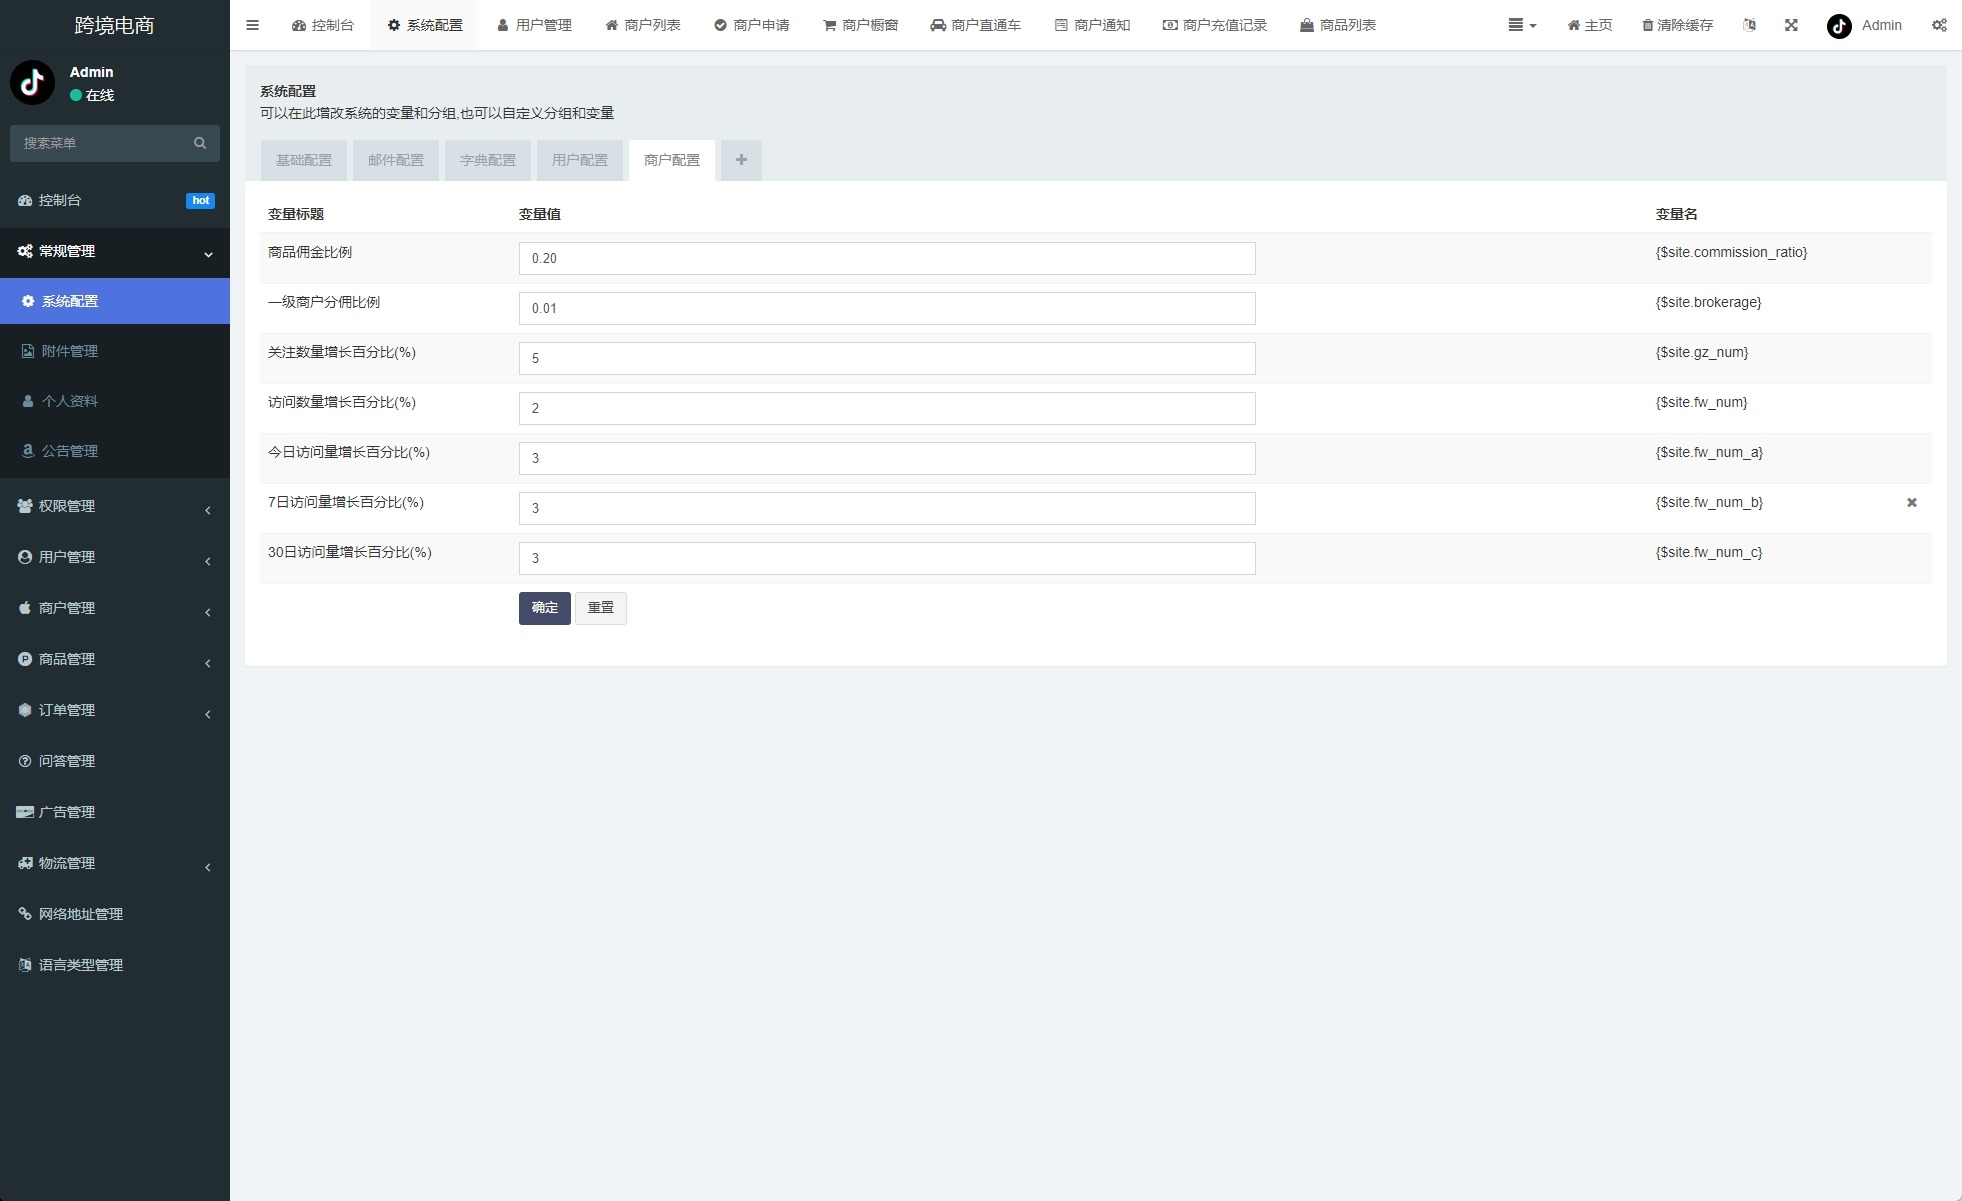 跨境电商
Admin
在线
搜索菜单
控制台 hot
常规管理
系统配置
附件管理
个人资料
公告管理
权限管理
用户管理
商户管理
商品管理
订单管理
问答管理
广告管理
物流管理
网络地址管理
语言类型管理
控制台 系统配置 用户管理 商户列表 商户申请 商户橱窗 商户直通车 商户通知 商户充值记录 商品列表 主页 清除缓存 Admin
系统配置
可以在此增改系统的变量和分组,也可以自定义分组和变量
基础配置 邮件配置 字典配置 用户配置 商户配置
变量标题 变量值 变量名
商品佣金比例 0.20 {$site.commission_ratio}
一级商户分佣比例 0.01 {$site.brokerage}
关注数量增长百分比(%) 5 {$site.gz_num}
访问数量增长百分比(%) 2 {$site.fw_num}
今日访问量增长百分比(%) 3 {$site.fw_num_a}
7日访问量增长百分比(%) 3 {$site.fw_num_b}
30日访问量增长百分比(%) 3 {$site.fw_num_c}
确定 重置